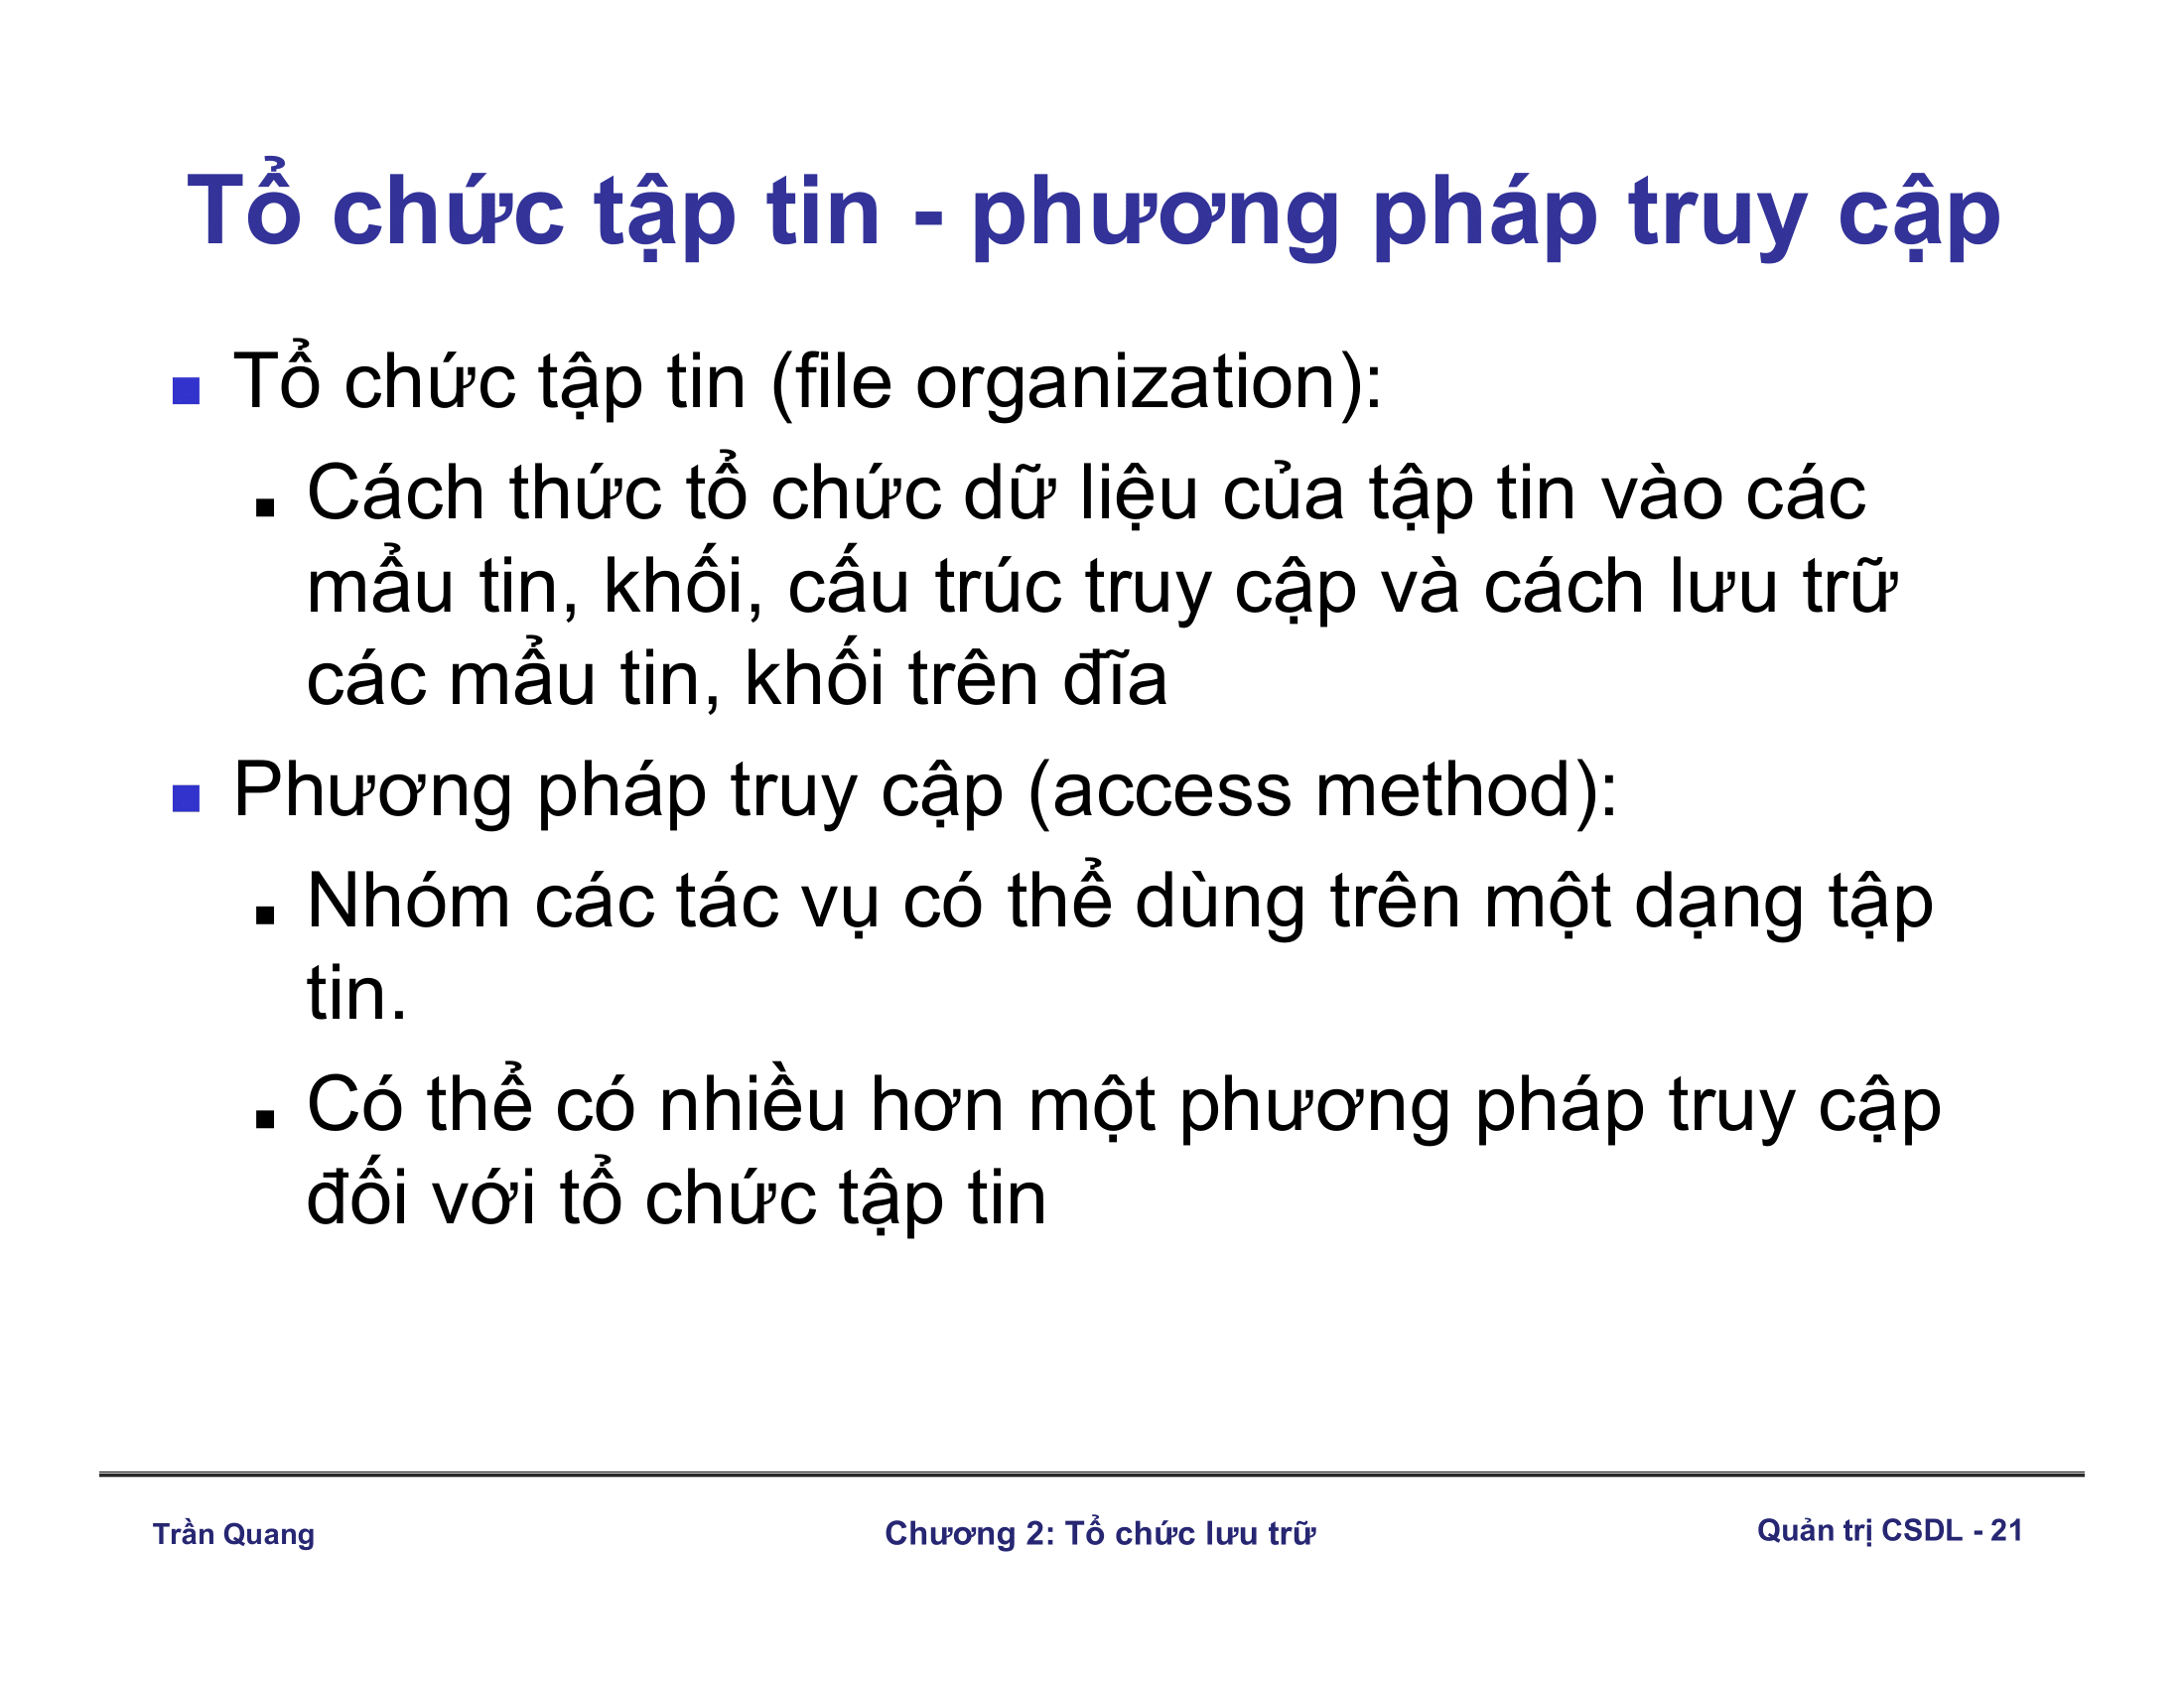 Tổ chức tập tin - phương pháp truy cập
Tổ chức tập tin (file organization):
Cách thức tổ chức dữ liệu của tập tin vào các
mẩu tin, khối, cấu trúc truy cập và cách lưu trữ
các mẩu tin, khối trên đĩa
Phương pháp truy cập (access method):
Nhóm các tác vụ có thể dùng trên một dạng tập
tin.
Có thể có nhiều hơn một phương pháp truy cập
đối với tổ chức tập tin
Trần Quang
Chương 2: Tổ chức lưu trữ
Quản trị CSDL - 21